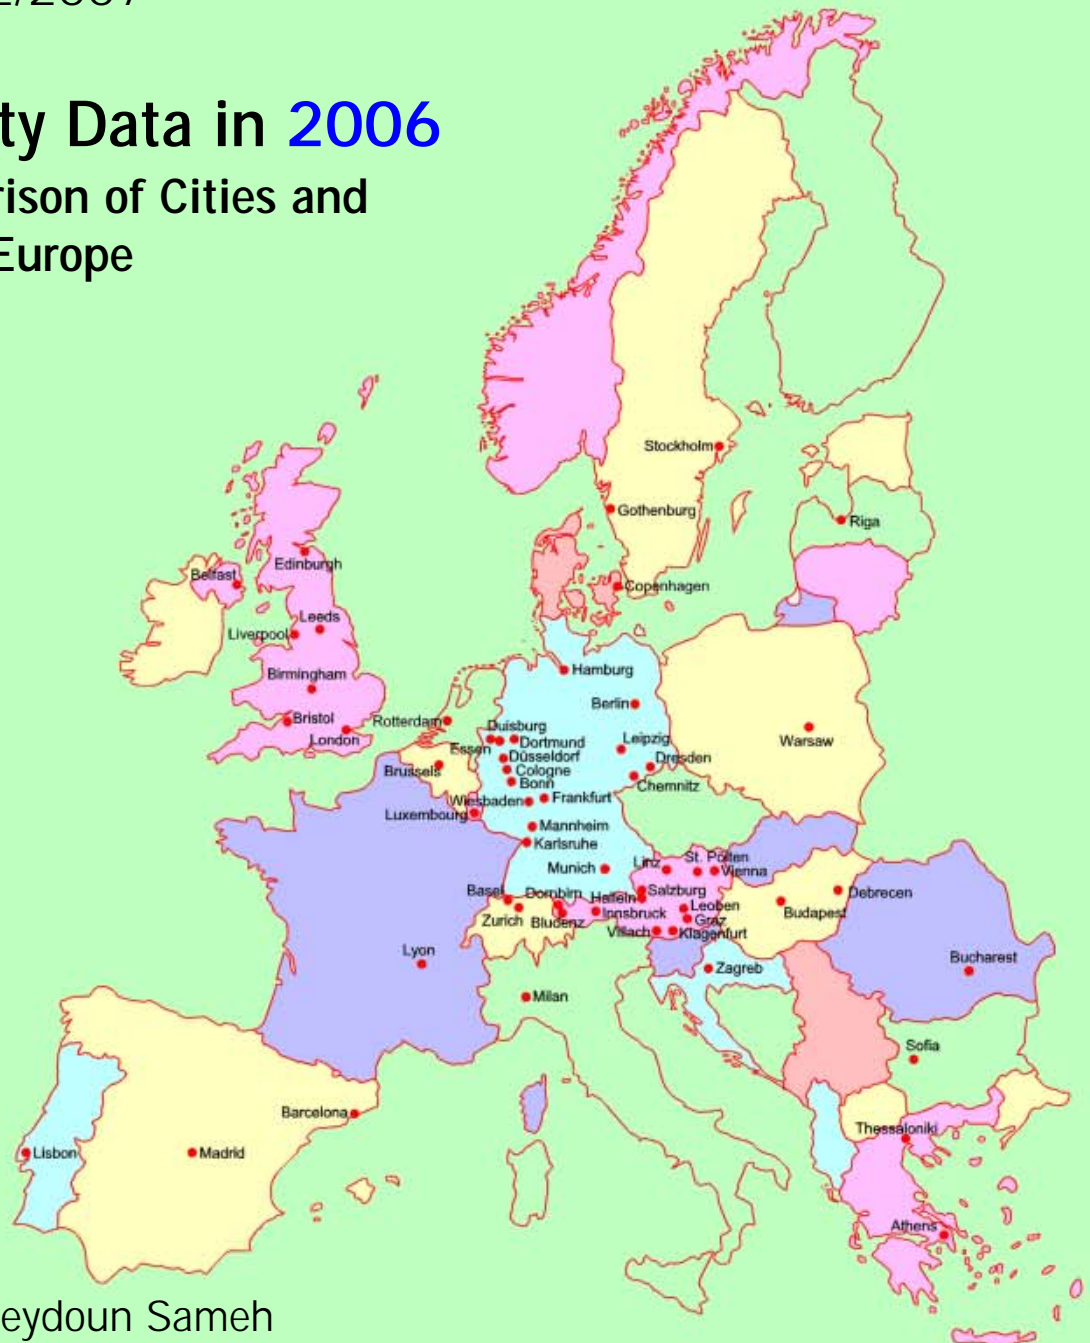 /2007
ty Data in 2006
rison of Cities and
Europe
Stockholm
Gothenburg
Riga
Edinburgh
Belfast
Copenhagen
Leeds
Liverpool
Hamburg
Birmingham
Berlin
Bristol
Rotterdam
Duisburg
London
Essen
Dortmund
Leipzig
Warsaw
Düsseldorf
Dresden
Brussels
Cologne
Bonn
Chemnitz
Wiesbaden
Frankfurt
Luxembourg
Mannheim
Karlsruhe
Munich
Linz
St. Pölten
Vienna
Basel
Dornbirn
Hallein
Salzburg
Debrecen
Zurich
Bludenz
Innsbruck
Leoben
Graz
Budapest
Villach
Klagenfurt
Lyon
Zagreb
Bucharest
Milan
Sofia
Barcelona
Thessaloniki
Lisbon
Madrid
Athens
eydoun Sameh